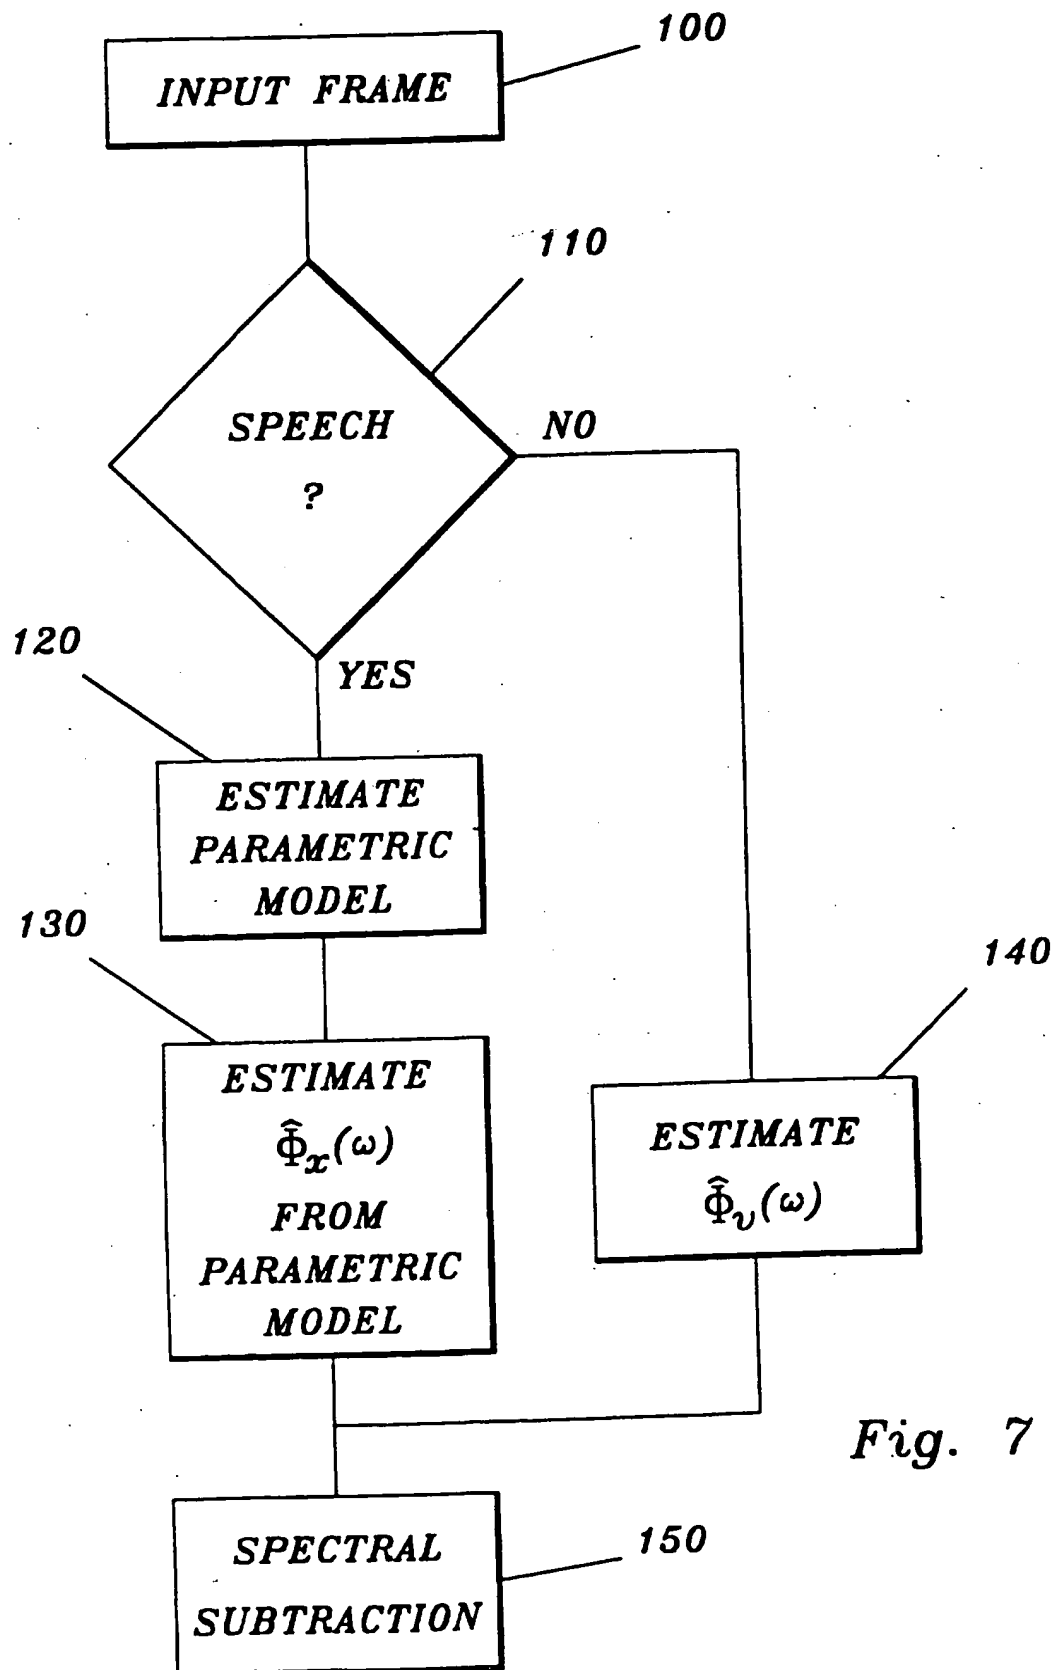 100
INPUT FRAME
110
SPEECH
?
NO
YES
120
ESTIMATE
PARAMETRIC
MODEL
130
ESTIMATE
Φ̂x(ω)
FROM
PARAMETRIC
MODEL
140
ESTIMATE
Φ̂v(ω)
Fig. 7
SPECTRAL
SUBTRACTION
150